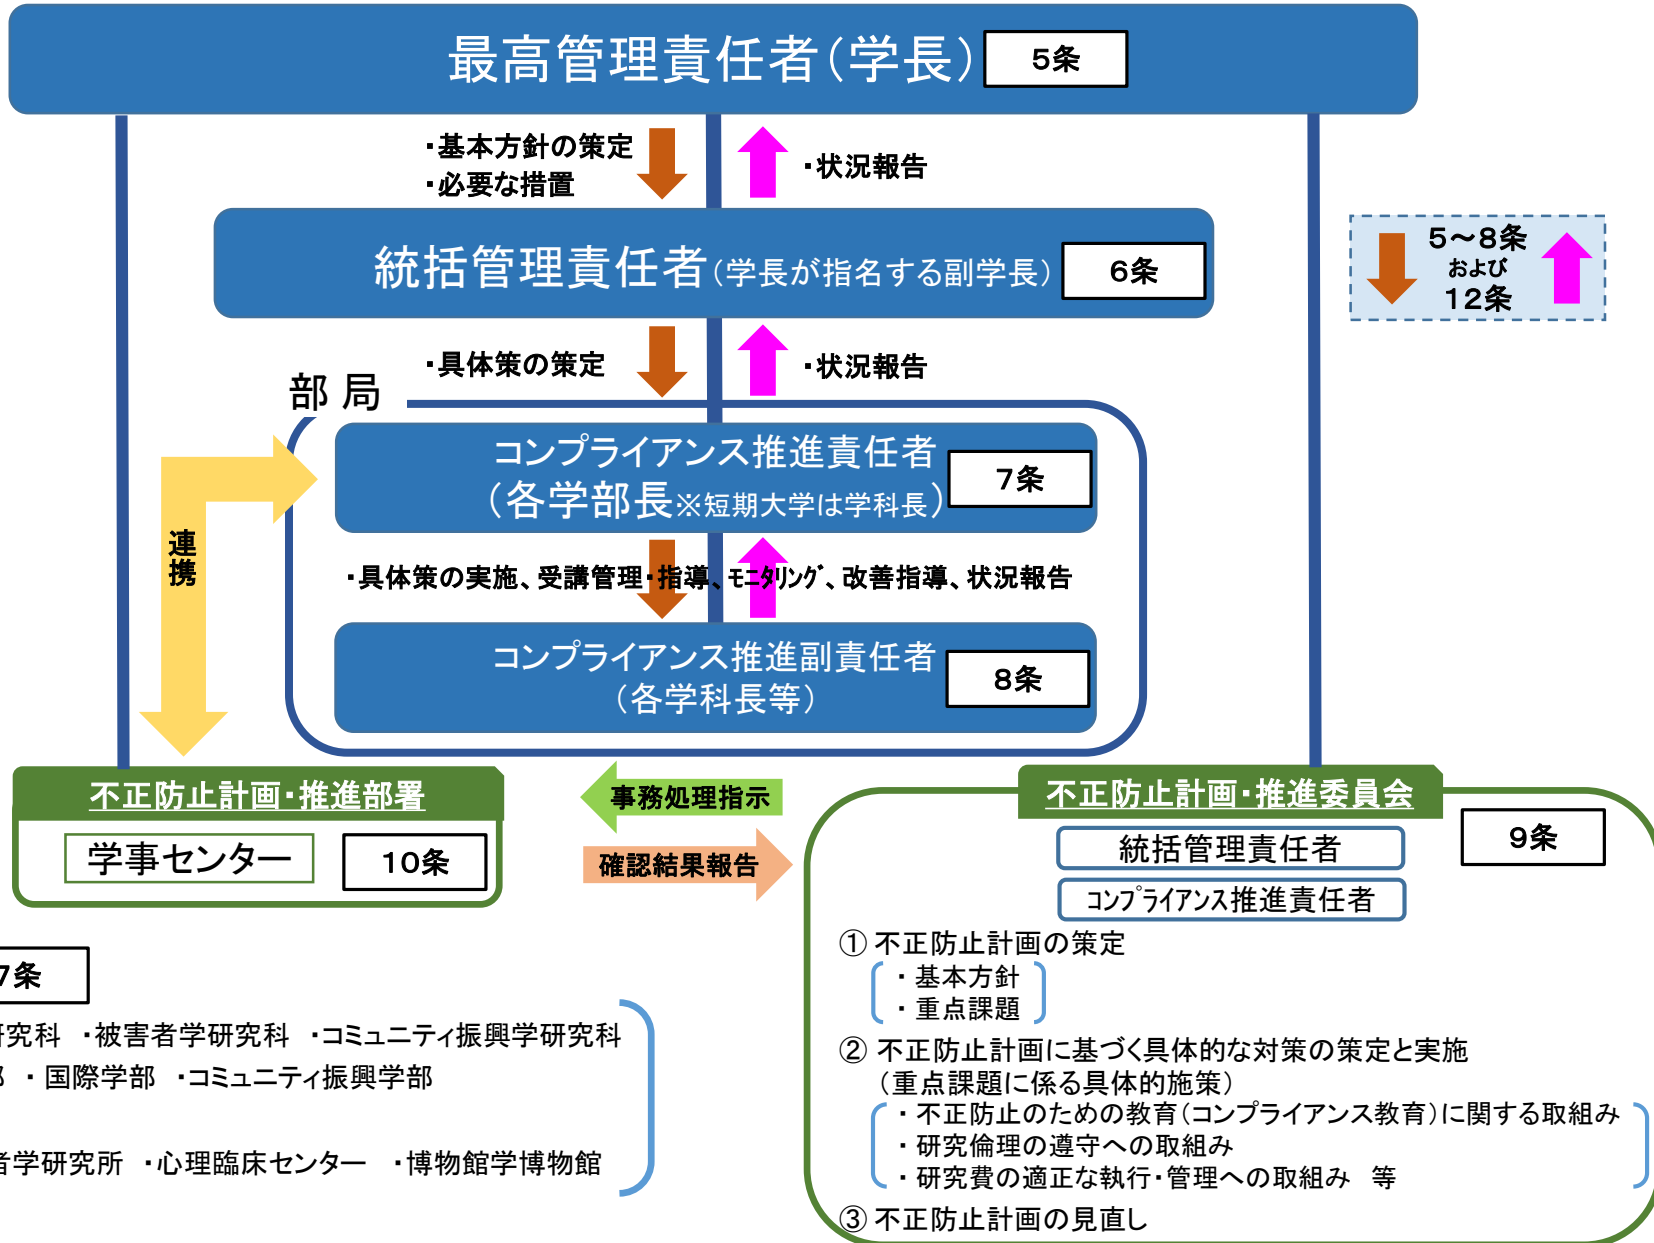 最高管理責任者（学長） 5条
・基本方針の策定
・必要な措置
・状況報告
統括管理責任者（学長が指名する副学長） 6条
5～8条
および
12条
・具体策の策定
・状況報告
部 局
コンプライアンス推進責任者
（各学部長※短期大学は学科長） 7条
連携
・具体策の実施、受講管理・指導、ﾓﾆﾀﾘﾝｸﾞ、改善指導、状況報告
コンプライアンス推進副責任者
（各学科長等） 8条
不正防止計画・推進部署
学事センター 10条
事務処理指示
確認結果報告
不正防止計画・推進委員会
9条
統括管理責任者
ｺﾝﾌﾟﾗｲｱﾝｽ推進責任者
① 不正防止計画の策定
・基本方針
・重点課題
② 不正防止計画に基づく具体的な対策の策定と実施
（重点課題に係る具体的施策）
・不正防止のための教育（コンプライアンス教育）に関する取組み
・研究倫理の遵守への取組み
・研究費の適正な執行・管理への取組み 等
③ 不正防止計画の見直し
7条
研究科 ・被害者学研究科 ・コミュニティ振興学研究科
・国際学部 ・コミュニティ振興学部
者学研究所 ・心理臨床センター ・博物館学博物館